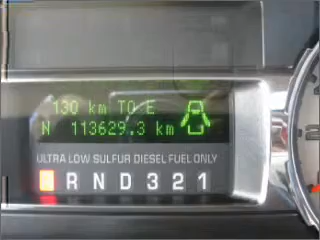 130 km TO E
N 113629.3 km
ULTRA LOW SULFUR DIESEL FUEL ONLY
R N D 3 2 1